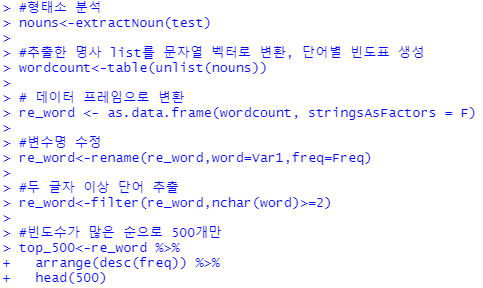 > #형태소 분석
> nouns<-extractNoun(test)
>
> #추출한 명사 list를 문자열 벡터로 변환, 단어별 빈도표 생성
> wordcount<-table(unlist(nouns))
>
> # 데이터 프레임으로 변환
> re_word <- as.data.frame(wordcount, stringsAsFactors = F)
>
> #변수명 수정
> re_word<-rename(re_word,word=Var1,freq=Freq)
>
> #두 글자 이상 단어 추출
> re_word<-filter(re_word,nchar(word)>=2)
>
> #빈도수가 많은 순으로 500개만
> top_500<-re_word %>%
+   arrange(desc(freq)) %>%
+   head(500)